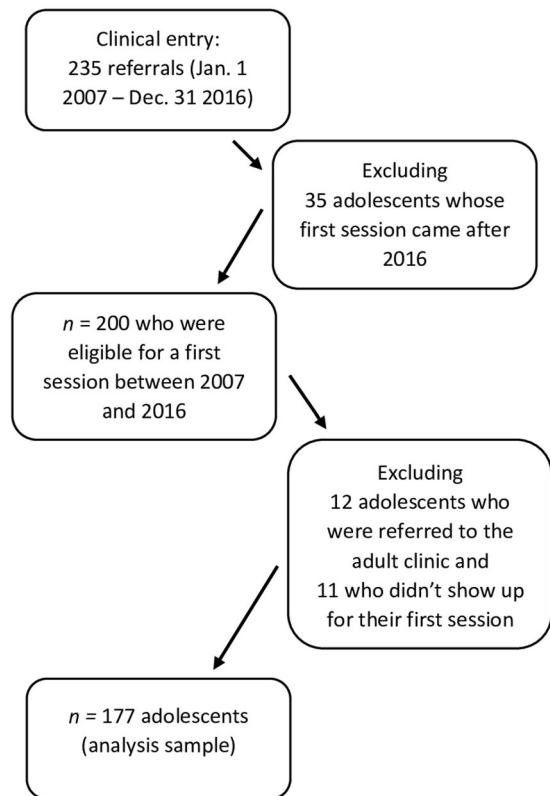 Clinical entry:
235 referrals (Jan. 1
2007 – Dec. 31 2016)
Excluding
35 adolescents whose
first session came after
2016
n = 200 who were
eligible for a first
session between 2007
and 2016
Excluding
12 adolescents who
were referred to the
adult clinic and
11 who didn’t show up
for their first session
n = 177 adolescents
(analysis sample)